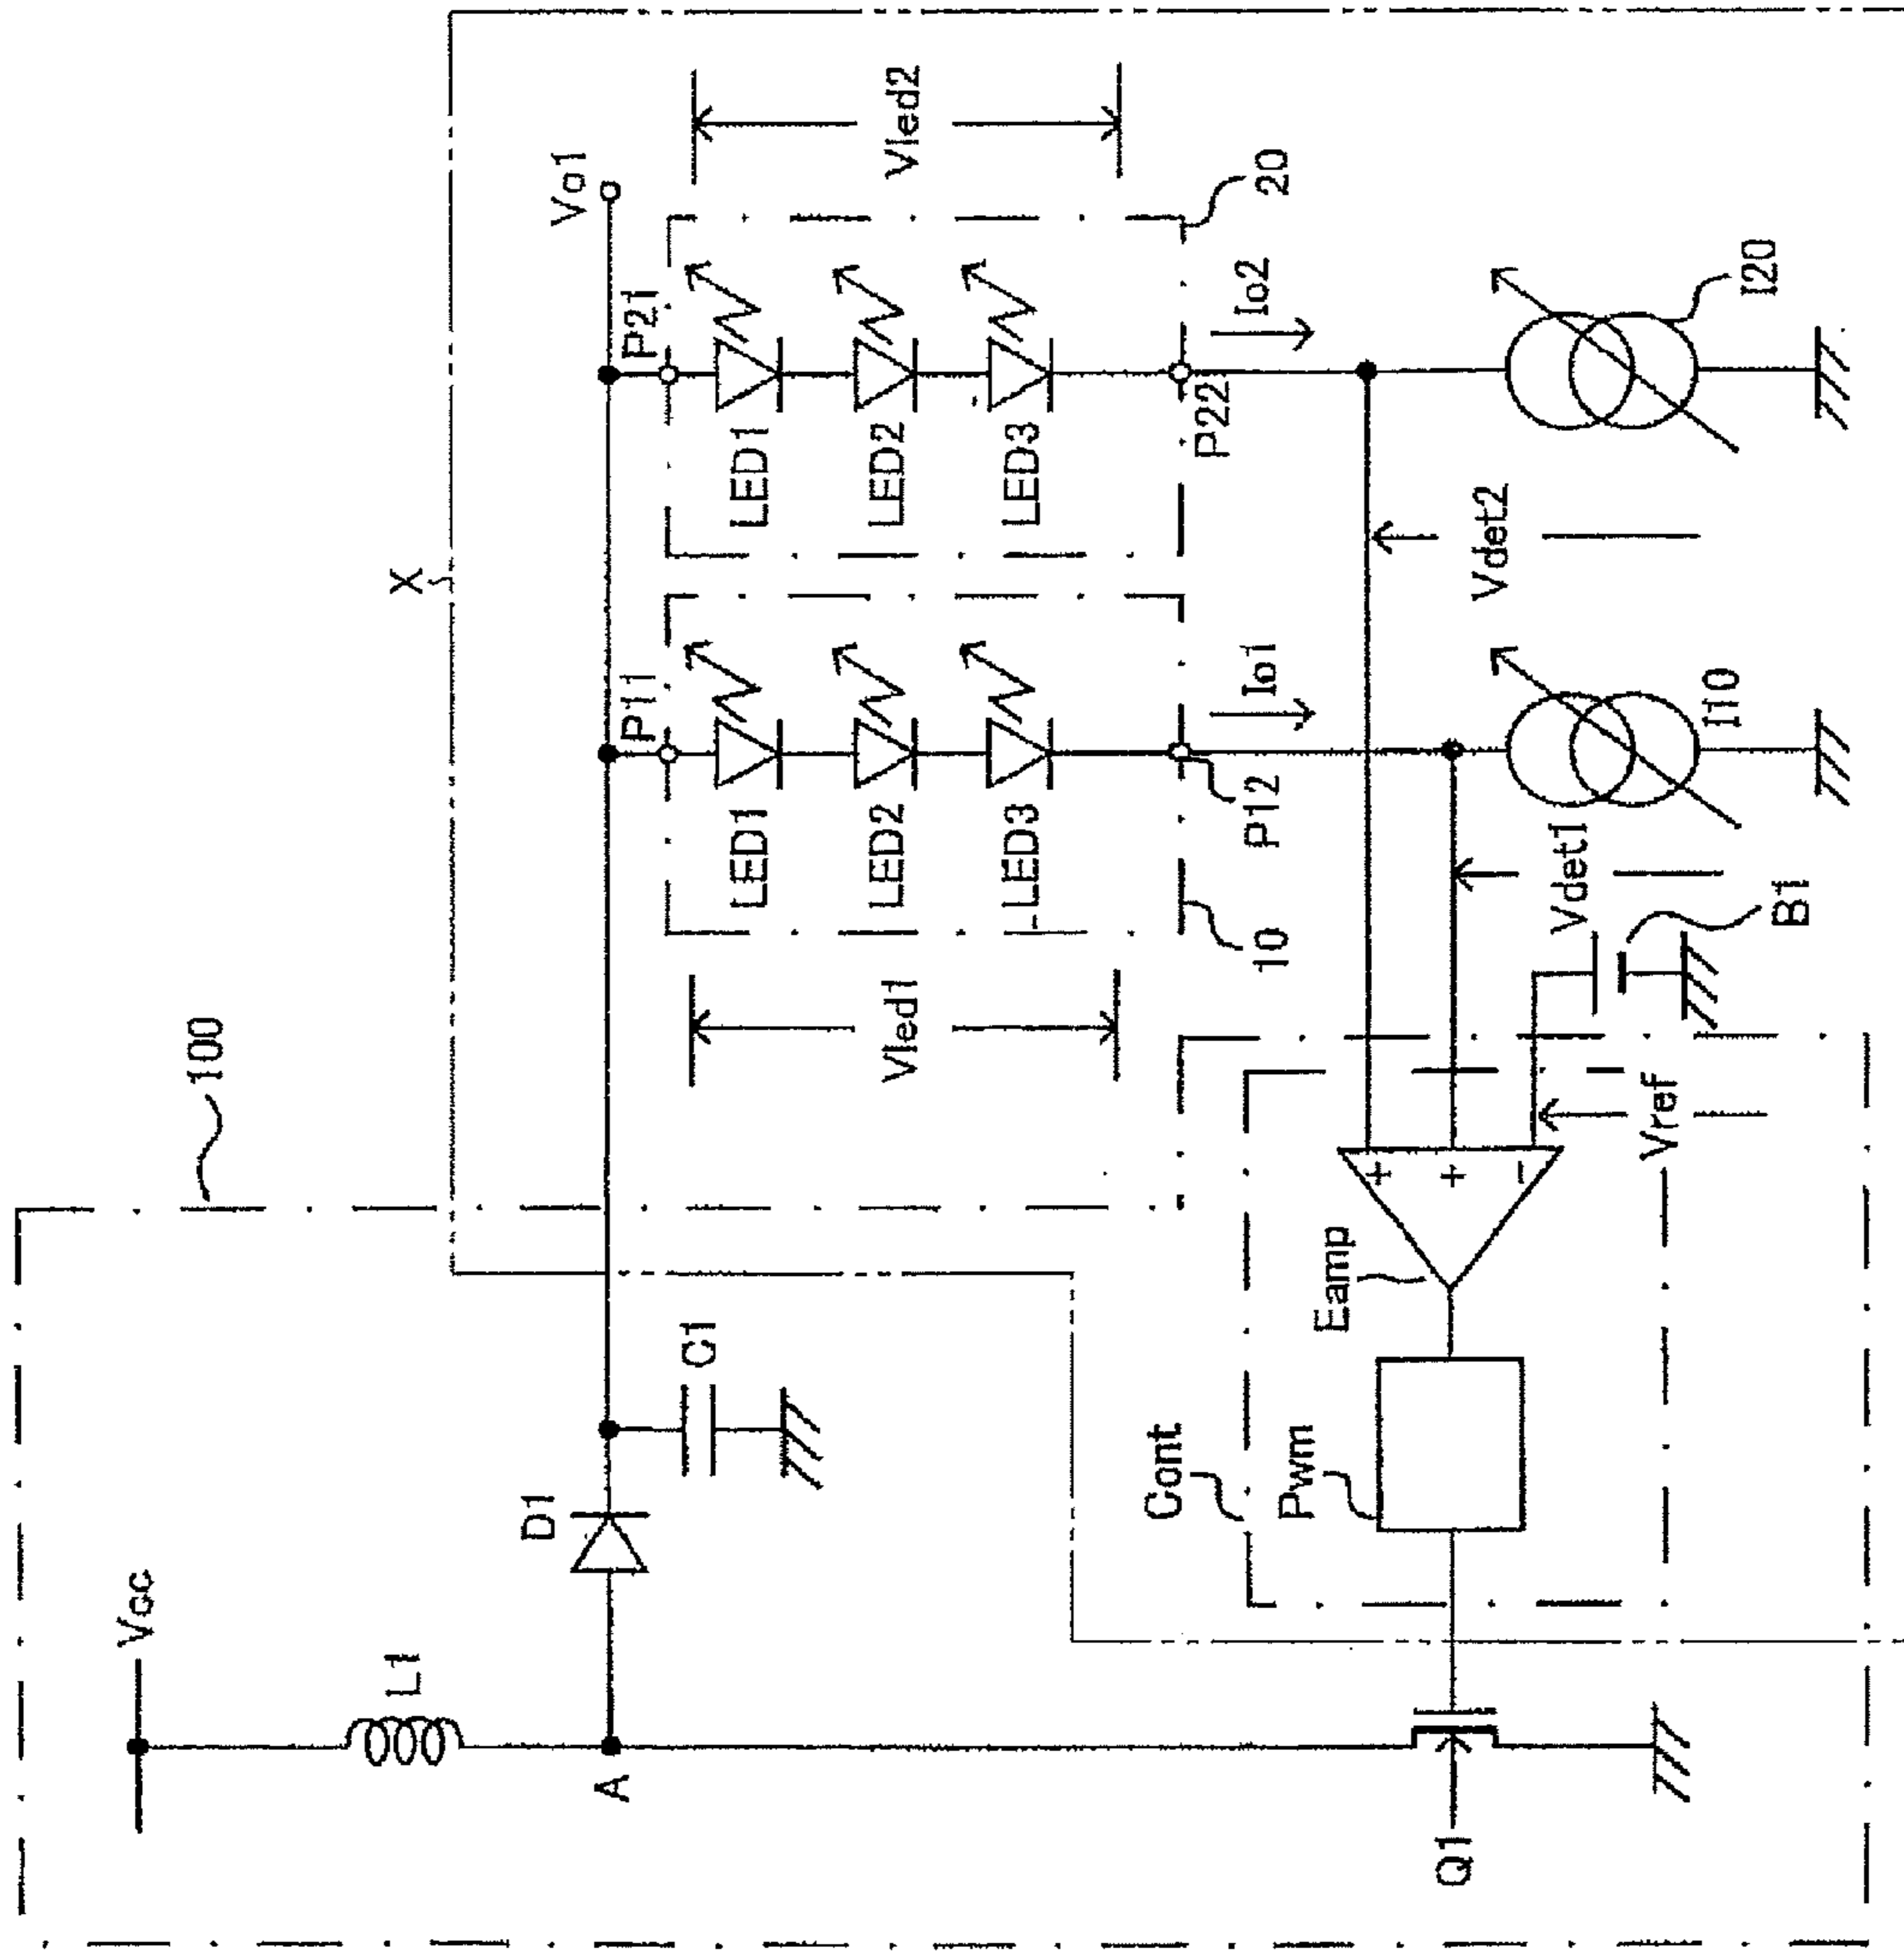 100
Vcc
L1
A
D1
C1
X
Vo1
P11
P21
LED1
LED2
LED3
LED1
LED2
LED3
Vled1
Vled2
10
20
P12
P22
Io1
Io2
Vdet1
Vdet2
I10
I20
B1
Vref
+
+
-
Eamp
Pwm
Cont
Q1